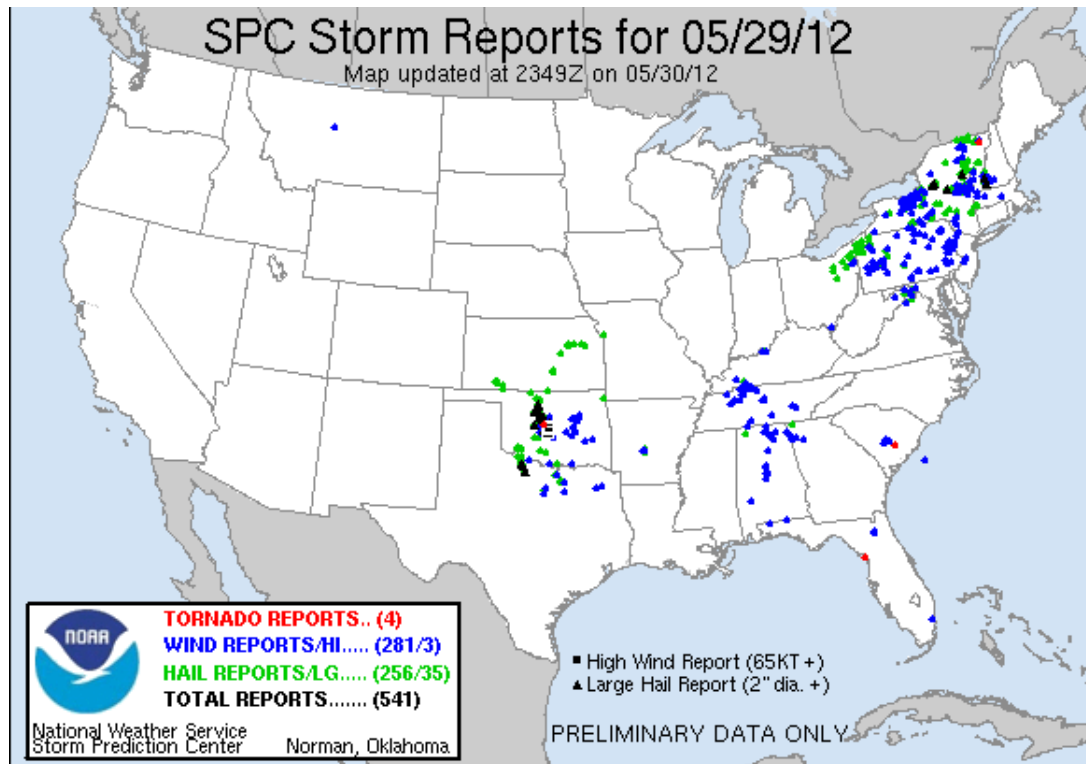 SPC Storm Reports for 05/29/12
Map updated at 2349Z on 05/30/12
NOAA
TORNADO REPORTS.. (4)
WIND REPORTS/HI..... (281/3)
HAIL REPORTS/LG..... (256/35)
TOTAL REPORTS....... (541)
National Weather Service
Storm Prediction Center Norman, Oklahoma
High Wind Report (65KT +)
Large Hail Report (2" dia. +)
PRELIMINARY DATA ONLY